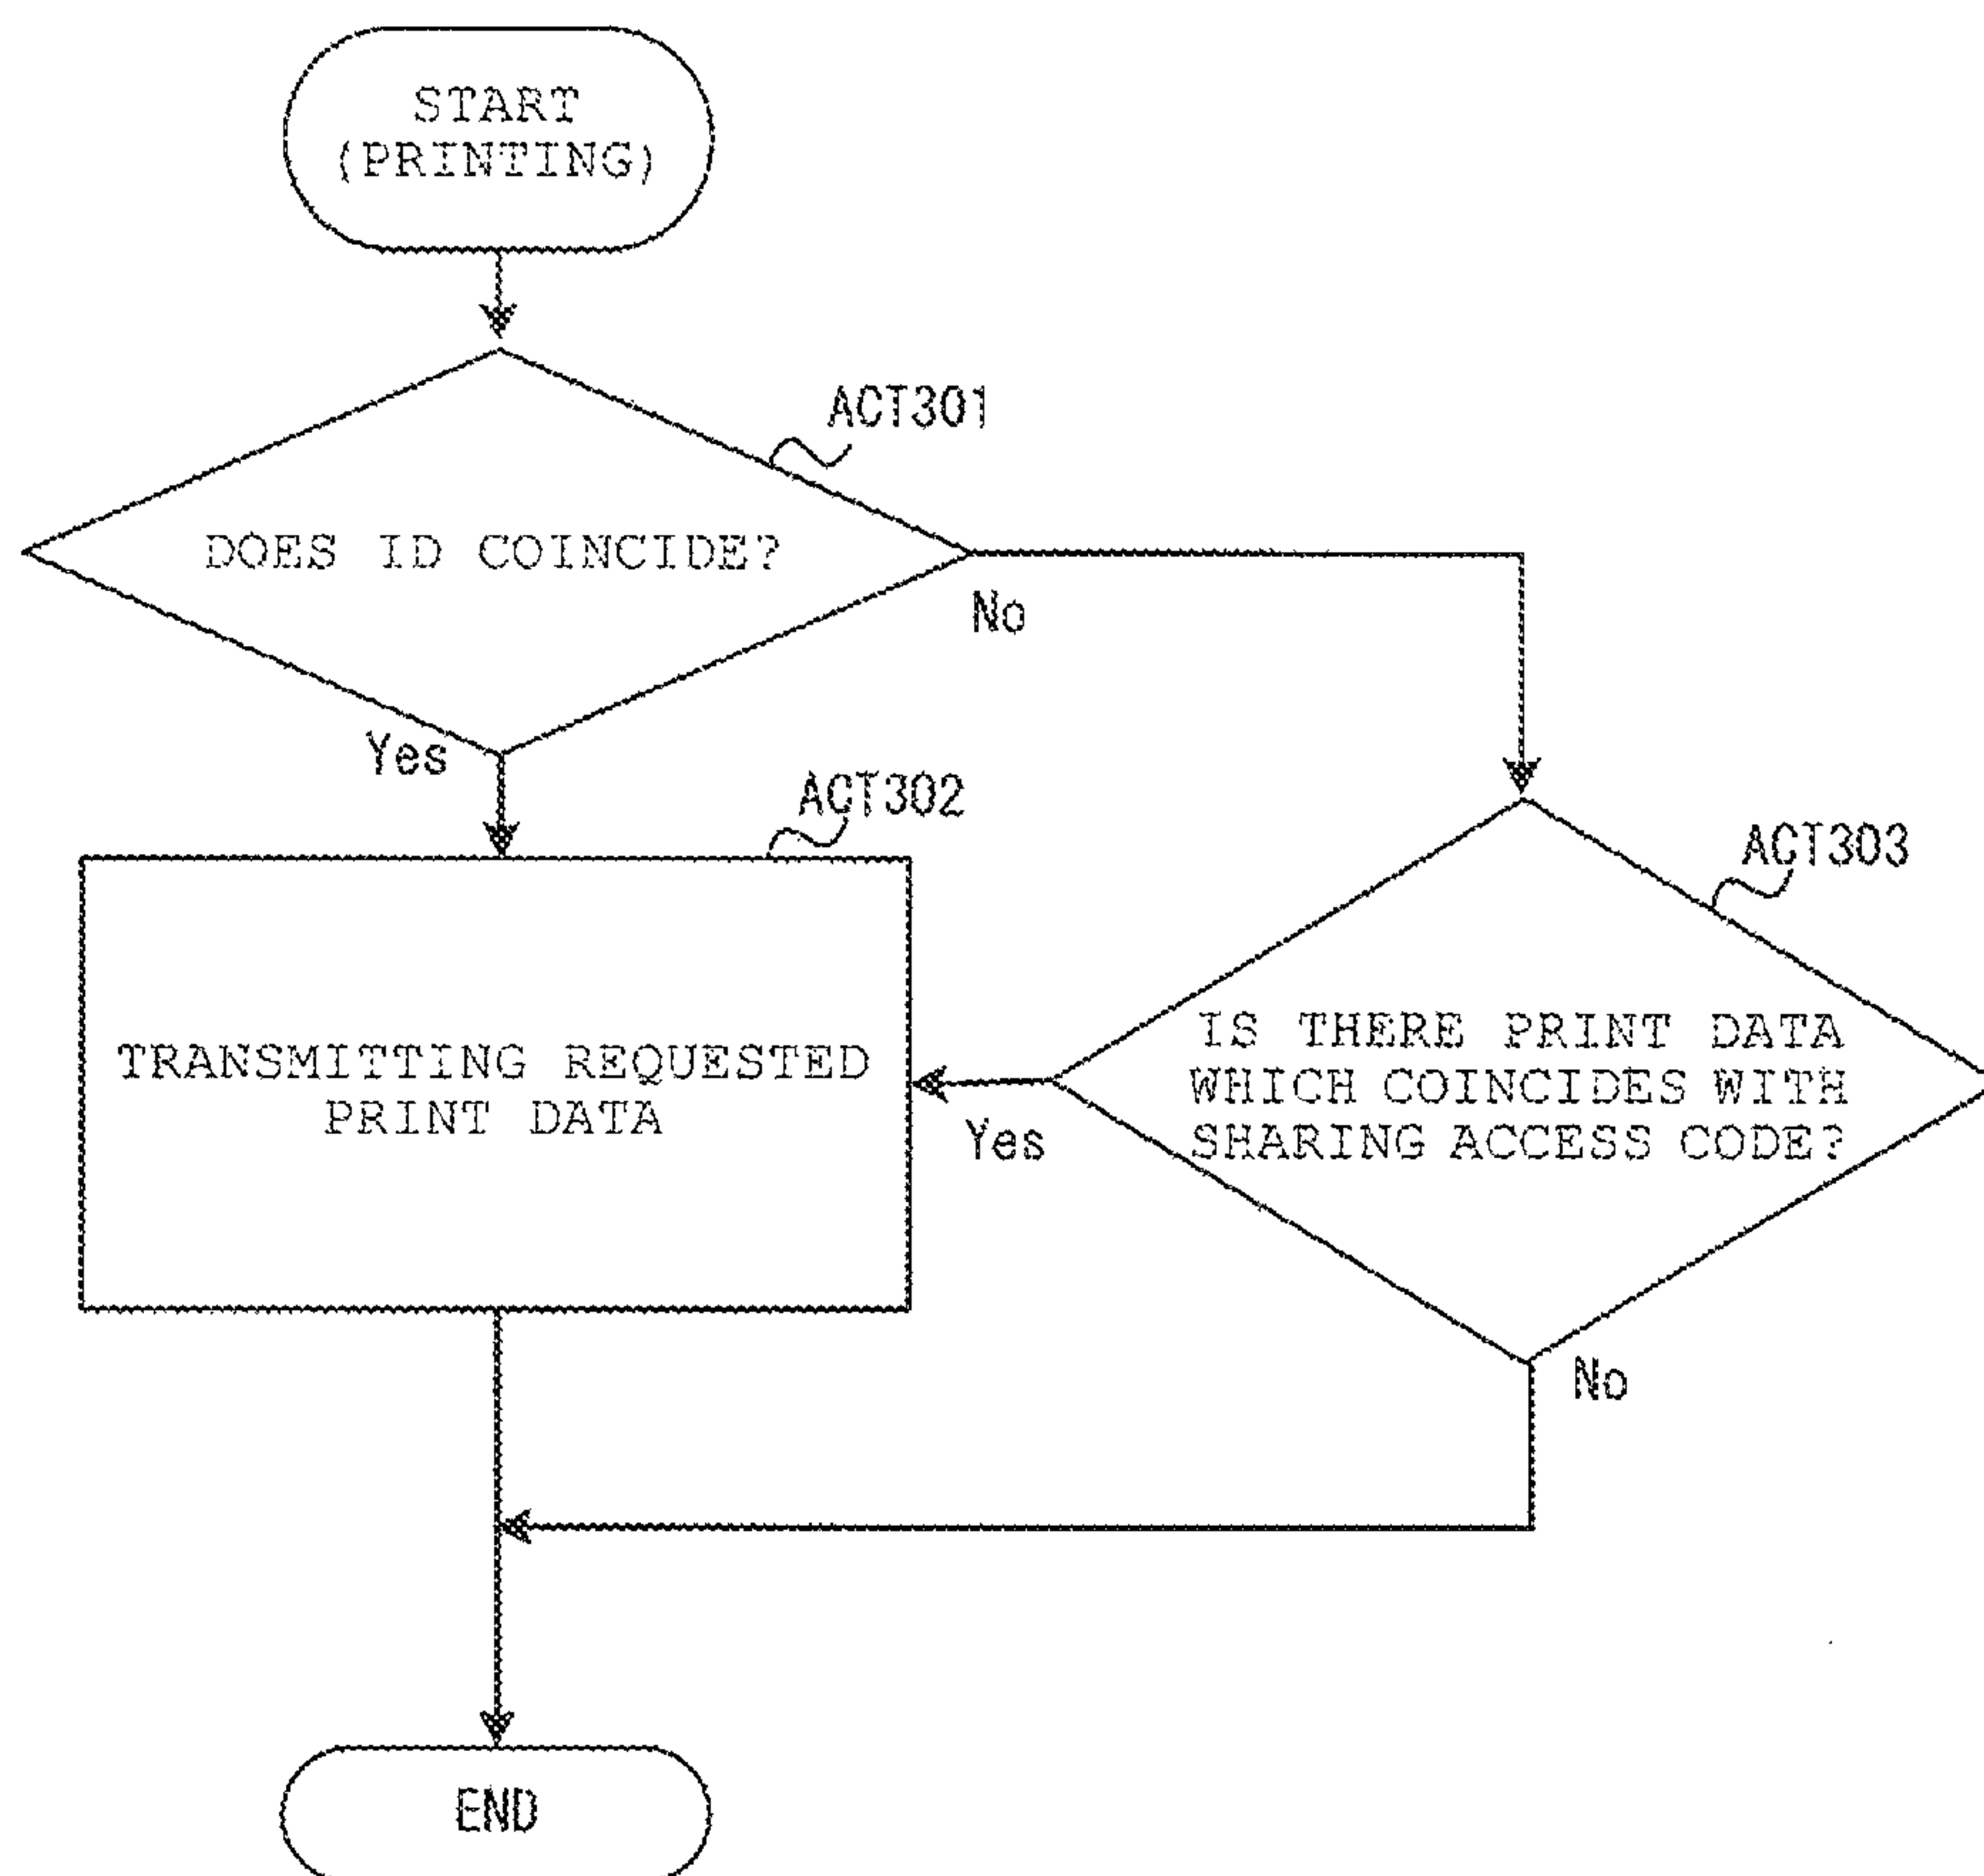 START
(PRINTING)
ACT301
DOES ID COINCIDE?
No
Yes
ACT302
ACT303
TRANSMITTING REQUESTED
PRINT DATA
IS THERE PRINT DATA
WHICH COINCIDES WITH
SHARING ACCESS CODE?
Yes
No
END